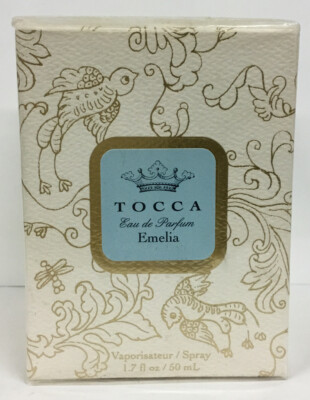 TOCCA
Eau de Parfum
Emelia
Vaporisateur / Spray
1.7 fl oz / 50 mL